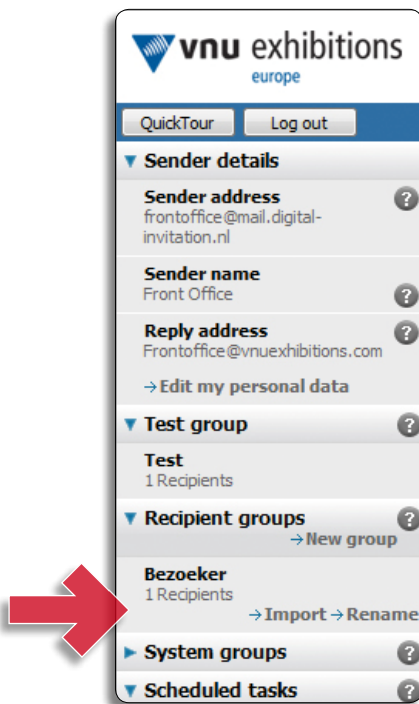 vnu exhibitions
europe
QuickTour Log out
Sender details
Sender address ?
frontoffice@mail.digital-
invitation.nl
Sender name
Front Office ?
Reply address ?
Frontoffice@vnuexhibitions.com
→Edit my personal data
Test group ?
Test
1 Recipients
Recipient groups ?
→New group
Bezoeker
1 Recipients
→Import →Rename
System groups ?
Scheduled tasks ?